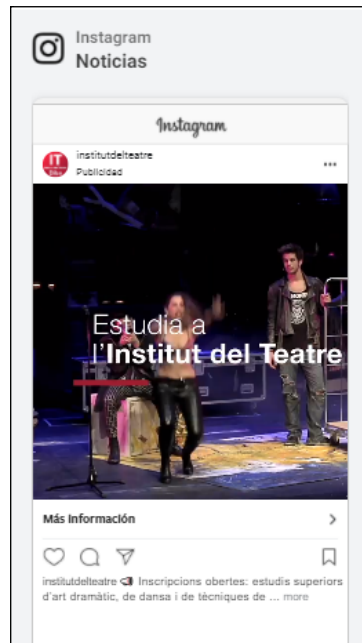 Instagram
Noticias
Instagram
institutdelteatre
Publicidad
IT
Estudia a
l'Institut del Teatre
Más Información
institutdelteatre Inscripcions obertes: estudis superiors
d'art dramàtic, de dansa i de tècniques de ... more